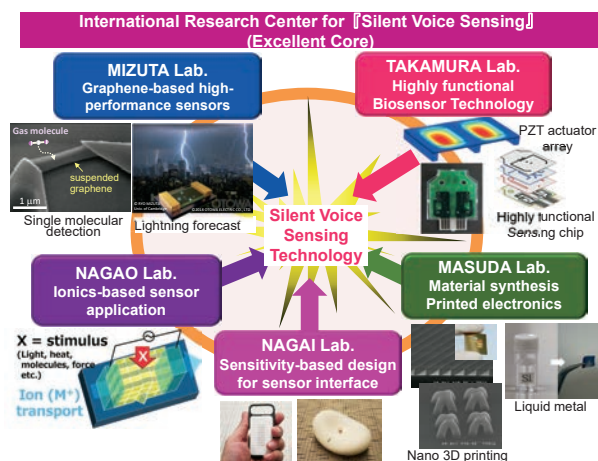 International Research Center for『Silent Voice Sensing』
(Excellent Core)
MIZUTA Lab.
Graphene-based high-
performance sensors
TAKAMURA Lab.
Highly functional
Biosensor Technology
Gas molecule
suspended
graphene
1 μm
Single molecular
detection
Lightning forecast
PZT actuator
array
Highly functional
Sensing chip
Silent Voice
Sensing
Technology
NAGAO Lab.
Ionics-based sensor
application
MASUDA Lab.
Material synthesis
Printed electronics
NAGAI Lab.
Sensitivity-based design
for sensor interface
X = stimulus
(Light, heat,
molecules, force
etc.)
X
Ion (M⁺)
transport
Si
Liquid metal
Nano 3D printing